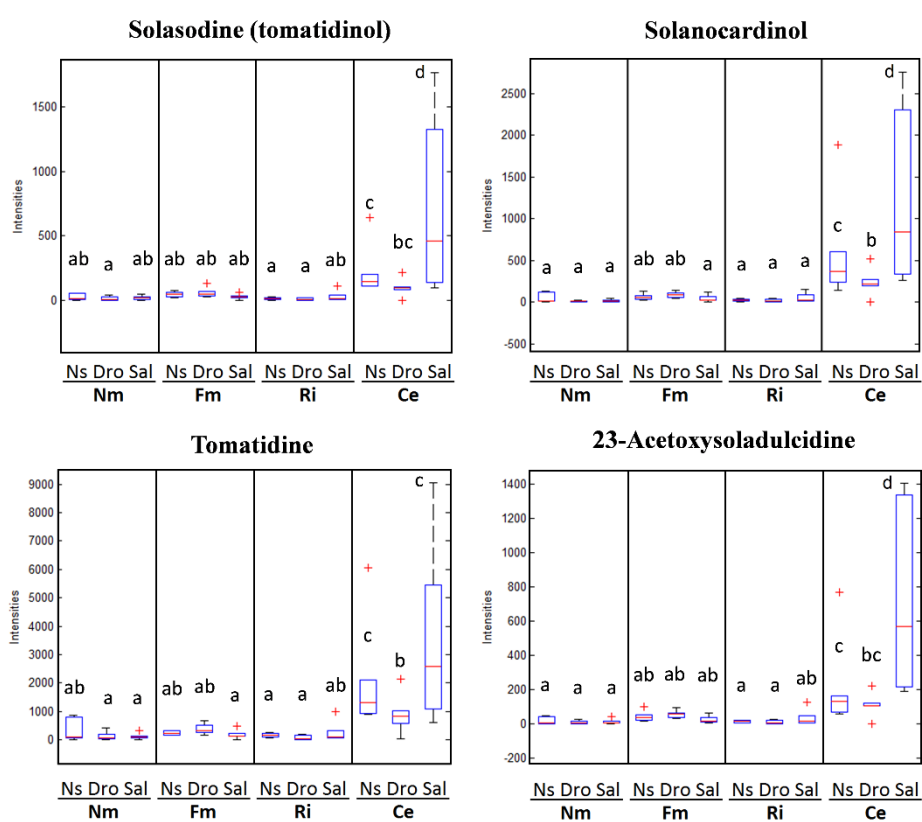 Solasodine (tomatidinol)
Intensities
1500
1000
500
0
ab a ab
ab ab ab
a a ab
c bc d
Ns Dro Sal Ns Dro Sal Ns Dro Sal Ns Dro Sal
Nm Fm Ri Ce
Solanocardinol
Intensities
2500
2000
1500
1000
500
0
-500
a a a
ab ab a
a a a
c b d
Ns Dro Sal Ns Dro Sal Ns Dro Sal Ns Dro Sal
Nm Fm Ri Ce
Tomatidine
Intensities
9000
8000
7000
6000
5000
4000
3000
2000
1000
0
ab a a
ab ab a
a a ab
c b c
Ns Dro Sal Ns Dro Sal Ns Dro Sal Ns Dro Sal
Nm Fm Ri Ce
23-Acetoxysoladulcidine
Intensities
1400
1200
1000
800
600
400
200
0
-200
a a a
ab ab ab
a a ab
c bc d
Ns Dro Sal Ns Dro Sal Ns Dro Sal Ns Dro Sal
Nm Fm Ri Ce